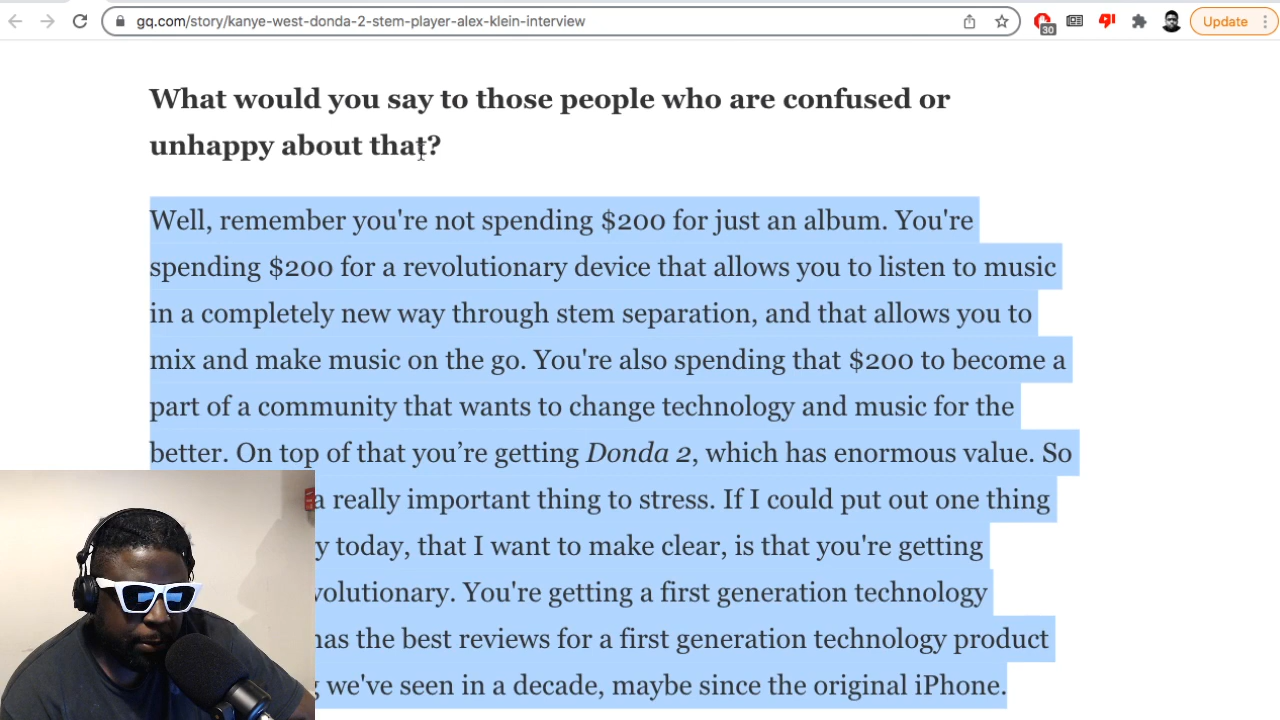 gq.com/story/kanye-west-donda-2-stem-player-alex-klein-interview
30
Update
What would you say to those people who are confused or
unhappy about that?
Well, remember you're not spending $200 for just an album. You're
spending $200 for a revolutionary device that allows you to listen to music
in a completely new way through stem separation, and that allows you to
mix and make music on the go. You're also spending that $200 to become a
part of a community that wants to change technology and music for the
better. On top of that you’re getting Donda 2, which has enormous value. So
a really important thing to stress. If I could put out one thing
y today, that I want to make clear, is that you're getting
volutionary. You're getting a first generation technology
has the best reviews for a first generation technology product
we've seen in a decade, maybe since the original iPhone.